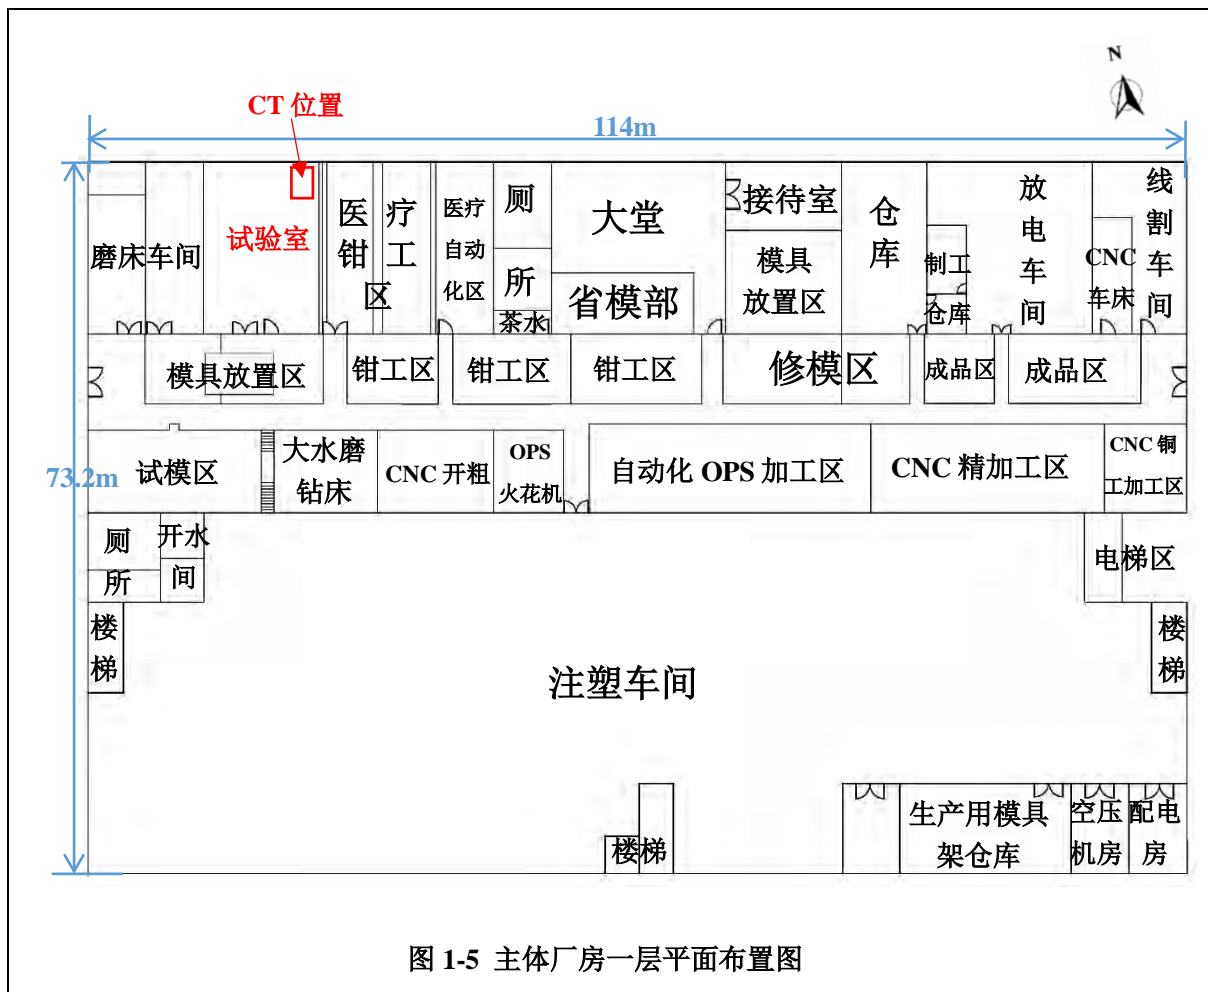 N
CT 位置
114m
73.2m
磨床车间
试验室
医疗
钳工
区
医疗
自动
化区
厕
所
茶水
大堂
省模部
接待室
模具
放置区
仓
库
制工
仓库
放
电
车
间
CNC
车床
线
割
车
间
模具放置区
钳工区
钳工区
钳工区
修模区
成品区
成品区
试模区
大水磨
钻床
CNC 开粗
OPS
火花机
自动化 OPS 加工区
CNC 精加工区
CNC 铜
工加工区
厕
所
开水
间
电梯区
楼
梯
楼
梯
注塑车间
楼梯
生产用模具
架仓库
空压
机房
配电
房
图 1-5 主体厂房一层平面布置图